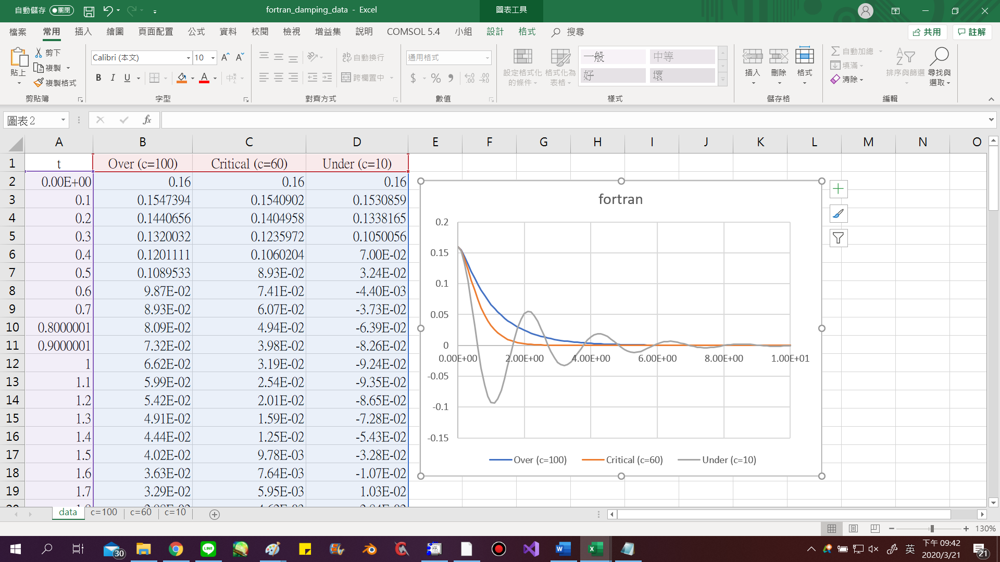 自動儲存 關閉
fortran_damping_data - Excel
圖表工具
檔案 常用 插入 繪圖 頁面配置 公式 資料 校閱 檢視 增益集 說明 COMSOL 5.4 小組 設計 格式 搜尋
共用 註解
貼上
剪下
複製
複製格式
剪貼簿
Calibri (本文) 10
B I U
字型
自動換行
跨欄置中
對齊方式
通用格式
$ % 9
數值
設定格式化的條件
格式化為表格
一般 中等
好 壞
樣式
插入 刪除 格式
儲存格
自動加總
填滿
清除
排序與篩選 尋找與選取
編輯
圖表 2
fx
A B C D E F G H I J K L M N O
1 t Over (c=100) Critical (c=60) Under (c=10)
2 0.00E+00 0.16 0.16 0.16
3 0.1 0.1547394 0.1540902 0.1530859
4 0.2 0.1440656 0.1404958 0.1338165
5 0.3 0.1320032 0.1235972 0.1050056
6 0.4 0.1201111 0.1060204 7.00E-02
7 0.5 0.1089533 8.93E-02 3.24E-02
8 0.6 9.87E-02 7.41E-02 -4.40E-03
9 0.7 8.93E-02 6.07E-02 -3.73E-02
10 0.8000001 8.09E-02 4.94E-02 -6.39E-02
11 0.9000001 7.32E-02 3.98E-02 -8.26E-02
12 1 6.62E-02 3.19E-02 -9.24E-02
13 1.1 5.99E-02 2.54E-02 -9.35E-02
14 1.2 5.42E-02 2.01E-02 -8.65E-02
15 1.3 4.91E-02 1.59E-02 -7.28E-02
16 1.4 4.44E-02 1.25E-02 -5.43E-02
17 1.5 4.02E-02 9.78E-03 -3.28E-02
18 1.6 3.63E-02 7.64E-03 -1.07E-02
19 1.7 3.29E-02 5.95E-03 1.03E-02
fortran
0.2
0.15
0.1
0.05
0
-0.05
-0.1
-0.15
0.00E+00 2.00E+00 4.00E+00 6.00E+00 8.00E+00 1.00E+01
Over (c=100) Critical (c=60) Under (c=10)
data c=100 c=60 c=10
130%
30
英
下午 09:42
2020/3/21
21